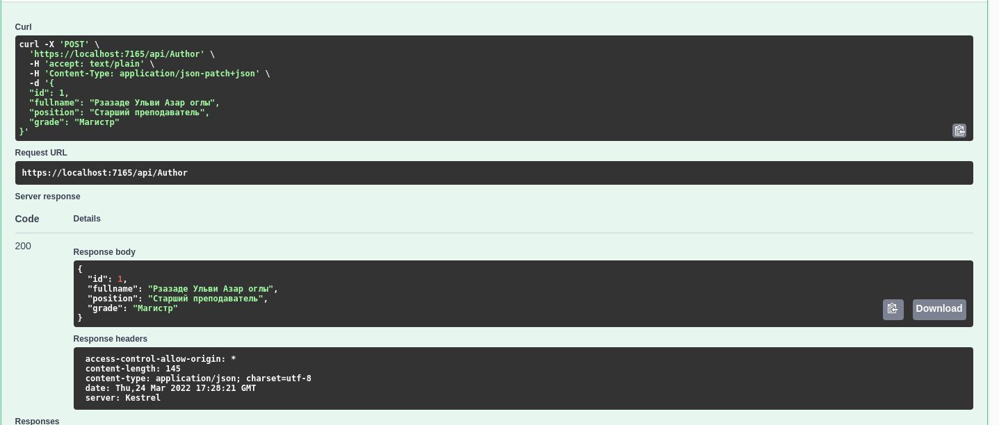 Curl
curl -X 'POST' \
'https://localhost:7165/api/Author' \
-H 'accept: text/plain' \
-H 'Content-Type: application/json-patch+json' \
-d '{
"id": 1,
"fullname": "Рзазаде Ульви Азар оглы",
"position": "Старший преподаватель",
"grade": "Магистр"
}'
Request URL
https://localhost:7165/api/Author
Server response
Code Details
200
Response body
{
"id": 1,
"fullname": "Рзазаде Ульви Азар оглы",
"position": "Старший преподаватель",
"grade": "Магистр"
}
Download
Response headers
access-control-allow-origin: *
content-length: 145
content-type: application/json; charset=utf-8
date: Thu,24 Mar 2022 17:28:21 GMT
server: Kestrel
Responses